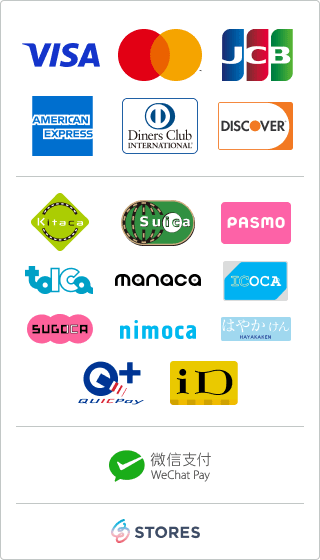 VISA
JCB
AMERICAN
EXPRESS
Diners Club
INTERNATIONAL
DISCOVER
Kitaca
Suica
PASMO
TOICa
manaca
ICOCA
SUGOCA
nimoca
はやかけん
HAYAKAKEN
Q+
QUICPay
iD
微信支付
WeChat Pay
STORES